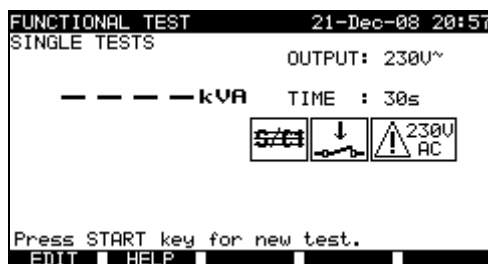 FUNCTIONAL TEST 21-Dec-08 20:57
SINGLE TESTS
OUTPUT: 230V~
----kVA TIME : 30s
S/C1 230V
AC
Press START key for new test.
EDIT HELP